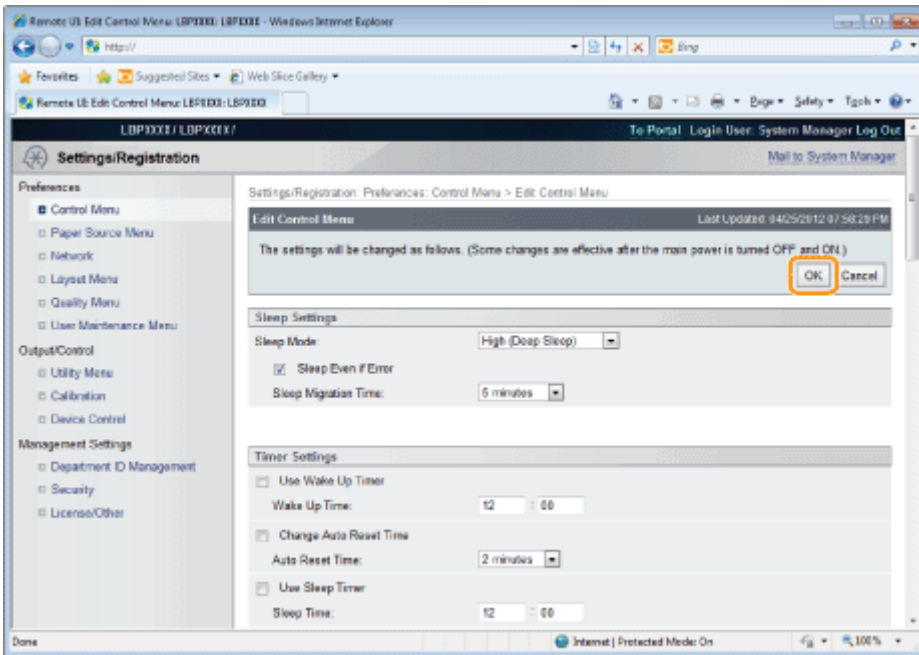 Remote UI: Edit Control Menu: LBPXXXX: LBPXXXX - Windows Internet Explorer
http://
Bing
Favorites Suggested Sites Web Slice Gallery
Remote UI: Edit Control Menu: LBPXXXX: LBPXXXX
Page Safety Tools
To Portal Login User: System Manager Log Out
Settings/Registration
Mail to System Manager
Preferences
Control Menu
Paper Source Menu
Network
Layout Menu
Quality Menu
User Maintenance Menu
Output/Control
Utility Menu
Calibration
Device Control
Management Settings
Department ID Management
Security
License/Other
Settings/Registration: Preferences: Control Menu > Edit Control Menu
Edit Control Menu
Last Updated: 04/25/2012 07:58:29 PM
The settings will be changed as follows. (Some changes are effective after the main power is turned OFF and ON.)
OK Cancel
Sleep Settings
Sleep Mode: High (Deep Sleep)
Sleep Even if Error
Sleep Migration Time: 5 minutes
Timer Settings
Use Wake Up Timer
Wake Up Time: 12 : 00
Change Auto Reset Time
Auto Reset Time: 2 minutes
Use Sleep Timer
Sleep Time: 12 : 00
Done
Internet | Protected Mode: On
100%